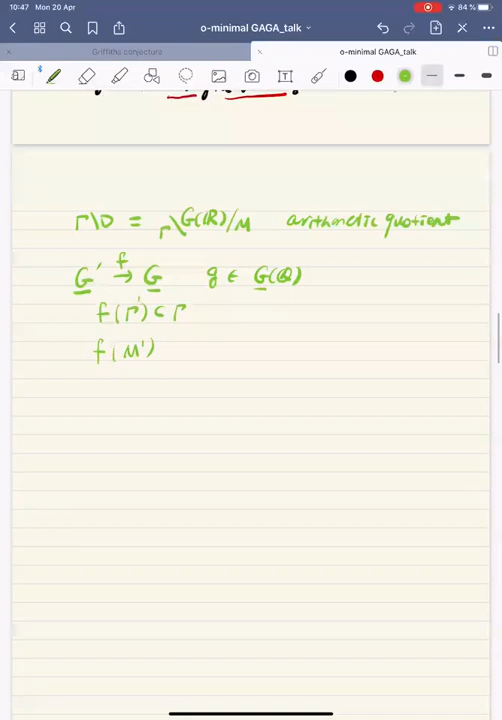 10:47 Mon 20 Apr 84 %
o-minimal GAGA_talk
Griffiths conjecture
o-minimal GAGA_talk
Γ\D = Γ\G(ℝ)/M arithmetic quotient
G' →f G g ∈ G(ℚ)
f(Γ') ⊂ Γ
f(M')